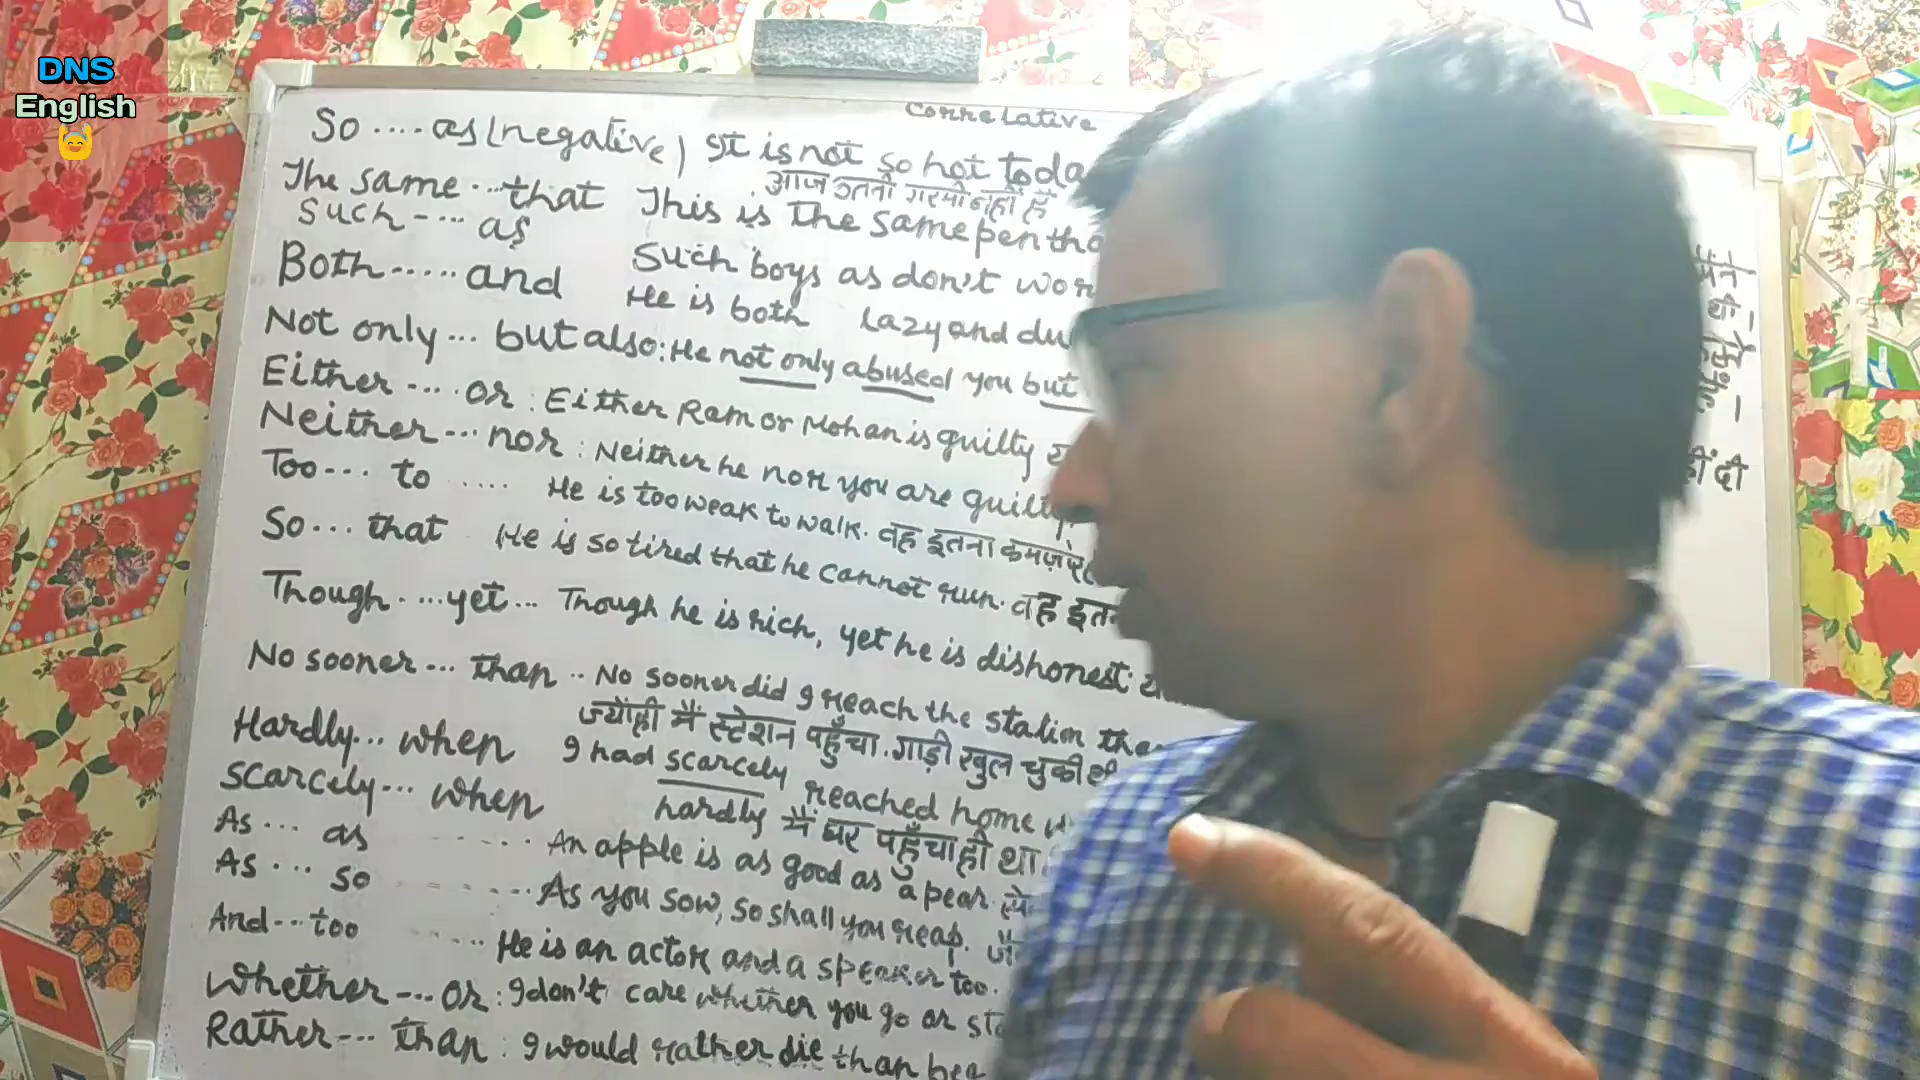 DNS
English
Correlative
So .... as (negative) It is not so hot toda
आज उतनी गरमी नहीं है
The same ... that This is the same pen tha
Such -... as Such boys as don't wor
Both ..... and He is both lazy and du
Not only ... but also: He not only abused you but
Either .... or : Either Ram or Mohan is guilty
Neither ... nor : Neither he nor you are guilty
Too --- to ..... He is too weak to walk. वह इतना कमज़ोर
So ... that He is so tired that he cannot run. वह इतन
Though ....yet ... Though he is rich, yet he is dishonest.
No sooner ... than .. No sooner did I reach the station tha
ज्योंही मैं स्टेशन पहुँचा. गाड़ी खुल चुकी थी
Hardly... when I had scarcely reached home w
Scarcely... when hardly मैं घर पहुँचा ही था
As ... as ..... An apple is as good as a pear.
As ... so ..... As you sow, so shall you reap.
And --- too ..... He is an actor and a speaker too.
Whether -... or : I don't care whether you go or sta
Rather --- than : I would rather die than beg
थी ।
हीं दी